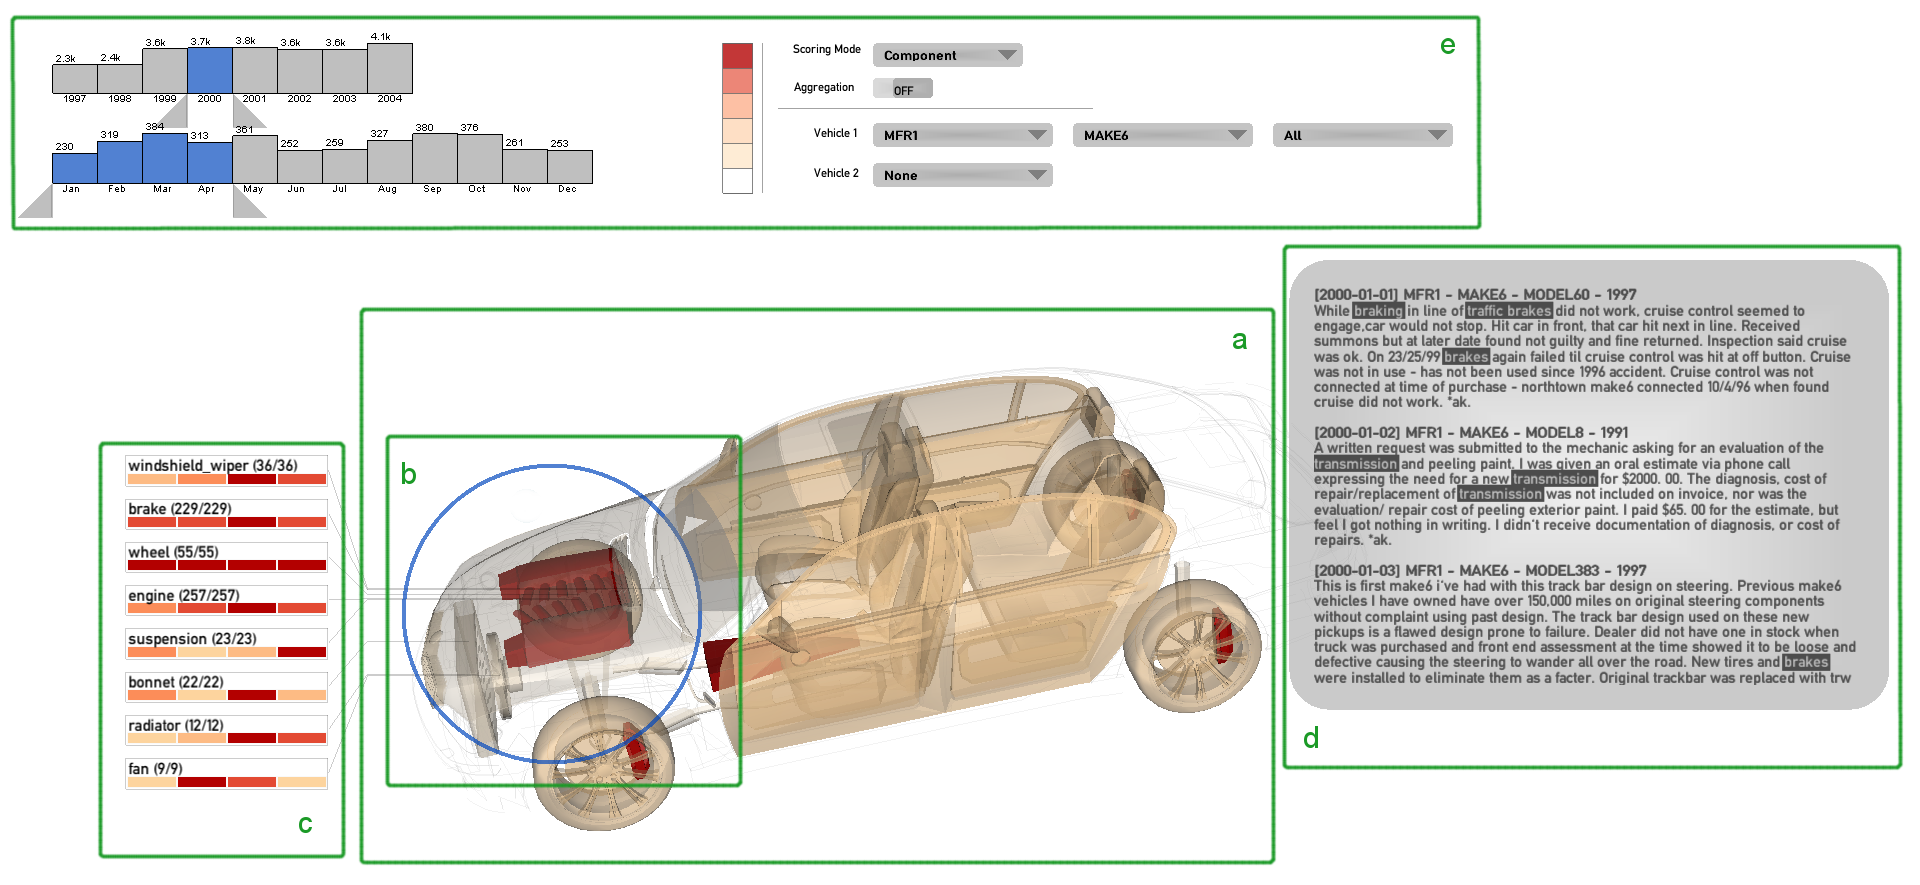 e
2.3k 2.4k 3.6k 3.7k 3.8k 3.6k 3.6k 4.1k
1997 1998 1999 2000 2001 2002 2003 2004
230 319 384 313 361 252 259 327 380 376 261 253
Jan Feb Mar Apr May Jun Jul Aug Sep Oct Nov Dec
Scoring Mode Component
Aggregation OFF
Vehicle 1 MFR1 MAKE6 All
Vehicle 2 None
a
b
windshield_wiper (36/36)
brake (229/229)
wheel (55/55)
engine (257/257)
suspension (23/23)
bonnet (22/22)
radiator (12/12)
fan (9/9)
c
[2000-01-01] MFR1 - MAKE6 - MODEL60 - 1997
While braking in line of traffic brakes did not work, cruise control seemed to
engage,car would not stop. Hit car in front, that car hit next in line. Received
summons but at later date found not guilty and fine returned. Inspection said cruise
was ok. On 23/25/99 brakes again failed til cruise control was hit at off button. Cruise
was not in use - has not been used since 1996 accident. Cruise control was not
connected at time of purchase - northtown make6 connected 10/4/96 when found
cruise did not work. *ak.
[2000-01-02] MFR1 - MAKE6 - MODEL8 - 1991
A written request was submitted to the mechanic asking for an evaluation of the
transmission and peeling paint. I was given an oral estimate via phone call
expressing the need for a new transmission for $2000. 00. The diagnosis, cost of
repair/replacement of transmission was not included on invoice, nor was the
evaluation/ repair cost of peeling exterior paint. I paid $65. 00 for the estimate, but
feel I got nothing in writing. I didn't receive documentation of diagnosis, or cost of
repairs. *ak.
[2000-01-03] MFR1 - MAKE6 - MODEL383 - 1997
This is first make6 i've had with this track bar design on steering. Previous make6
vehicles I have owned have over 150,000 miles on original steering components
without complaint using past design. The track bar design used on these new
pickups is a flawed design prone to failure. Dealer did not have one in stock when
truck was purchased and front end assessment at the time showed it to be loose and
defective causing the steering to wander all over the road. New tires and brakes
were installed to eliminate them as a facter. Original trackbar was replaced with trw
d